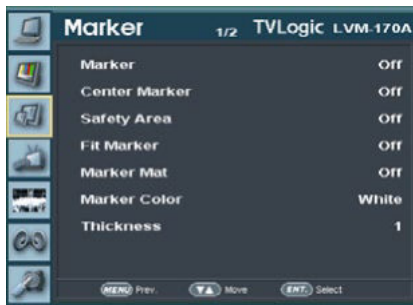 Marker 1/2 TVLogic LVM-170A
Marker Off
Center Marker Off
Safety Area Off
Fit Marker Off
Marker Mat Off
Marker Color White
Thickness 1
MENU Prev. ▼▲ Move ENT. Select